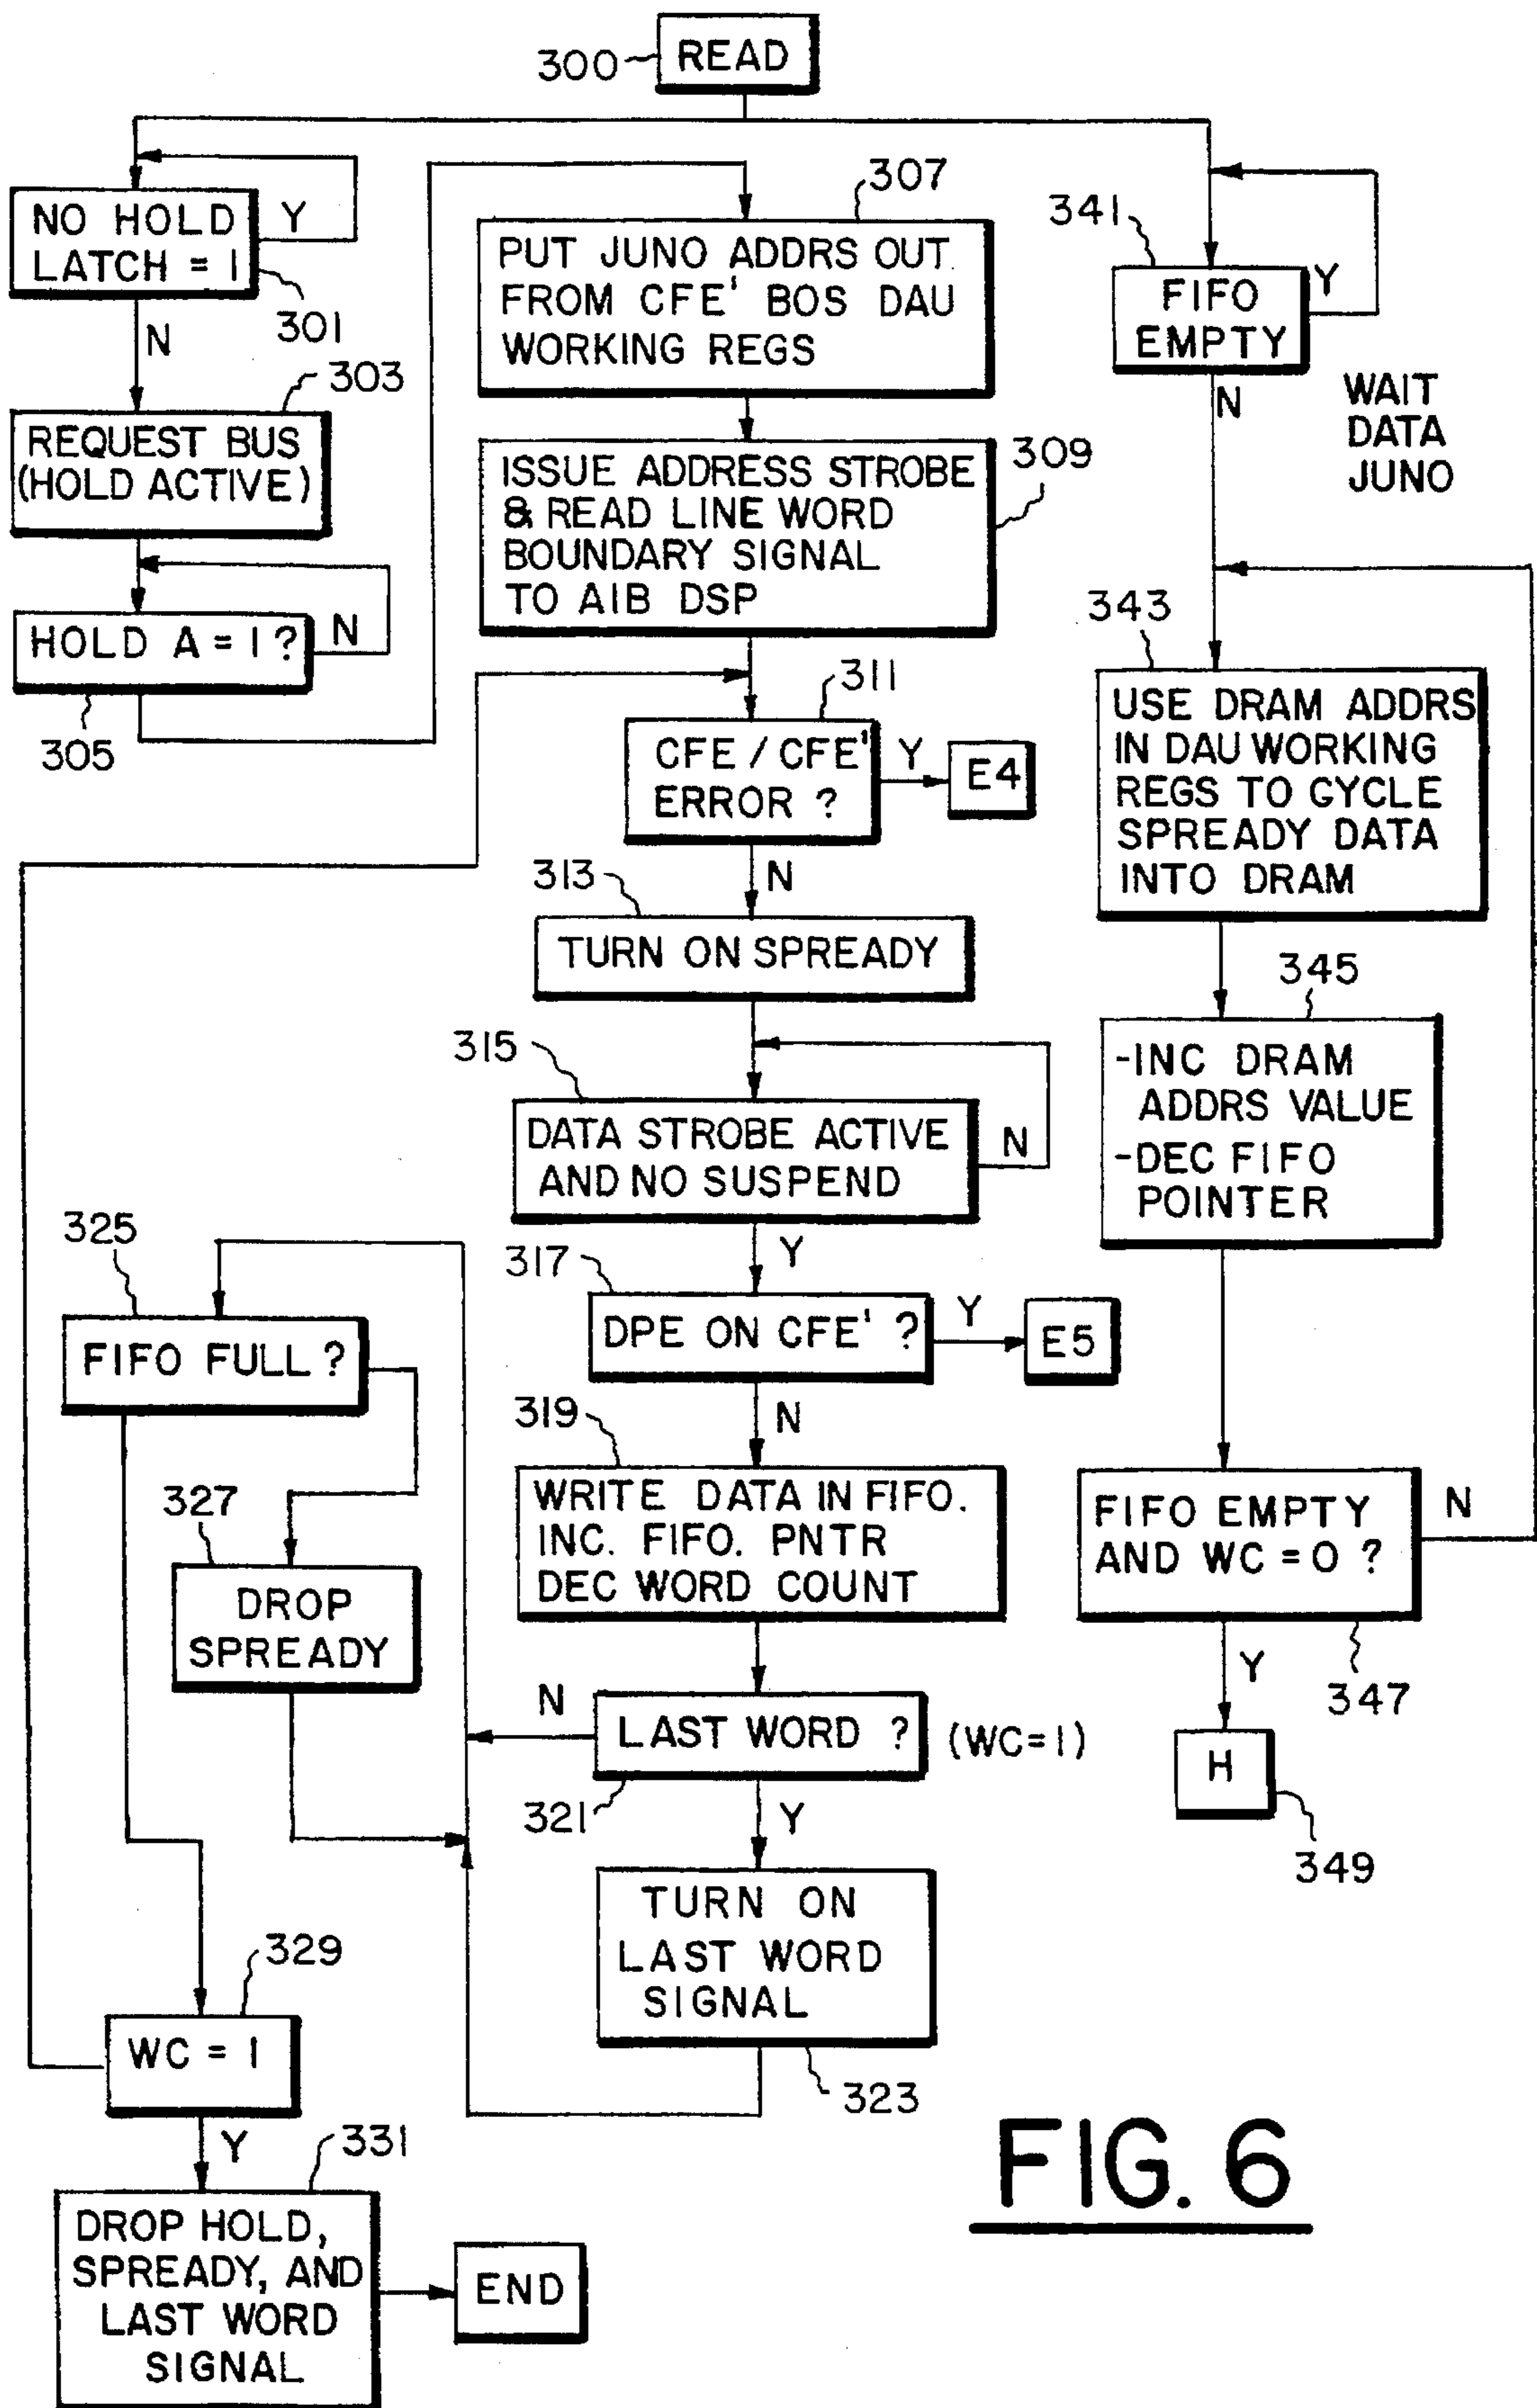 300
READ
NO HOLD
LATCH = 1
Y
301
N
303
REQUEST BUS
(HOLD ACTIVE)
HOLD A = 1 ?
N
305
307
PUT JUNO ADDRS OUT
FROM CFE' BOS DAU
WORKING REGS
ISSUE ADDRESS STROBE
& READ LINE WORD
BOUNDARY SIGNAL
TO AIB DSP
309
311
CFE / CFE'
ERROR ?
Y
E4
N
313
TURN ON SPREADY
315
DATA STROBE ACTIVE
AND NO SUSPEND
N
Y
317
DPE ON CFE' ?
Y
E5
N
319
WRITE DATA IN FIFO.
INC. FIFO. PNTR
DEC WORD COUNT
N
LAST WORD ?
(WC=1)
321
Y
TURN ON
LAST WORD
SIGNAL
323
325
FIFO FULL ?
327
DROP
SPREADY
329
WC = 1
Y
331
DROP HOLD,
SPREADY, AND
LAST WORD
SIGNAL
END
341
FIFO
EMPTY
Y
N
WAIT
DATA
JUNO
343
USE DRAM ADDRS
IN DAU WORKING
REGS TO CYCLE
SPREADY DATA
INTO DRAM
345
-INC DRAM
ADDRS VALUE
-DEC FIFO
POINTER
FIFO EMPTY
AND WC = 0 ?
N
347
Y
H
349
FIG. 6